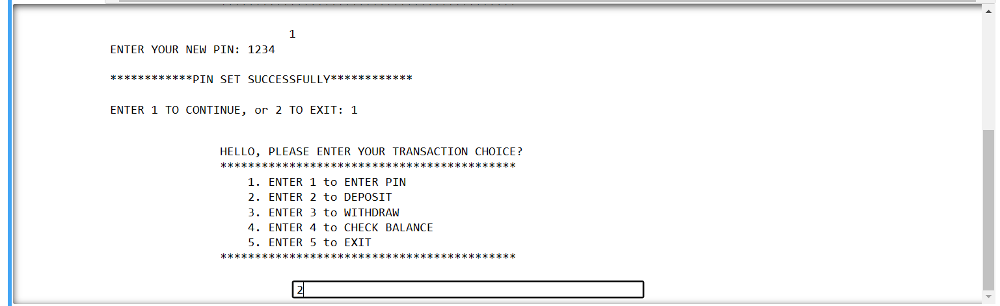 1
ENTER YOUR NEW PIN: 1234
************PIN SET SUCCESSFULLY************
ENTER 1 TO CONTINUE, or 2 TO EXIT: 1
HELLO, PLEASE ENTER YOUR TRANSACTION CHOICE?
*******************************************
1. ENTER 1 to ENTER PIN
2. ENTER 2 to DEPOSIT
3. ENTER 3 to WITHDRAW
4. ENTER 4 to CHECK BALANCE
5. ENTER 5 to EXIT
*******************************************
2